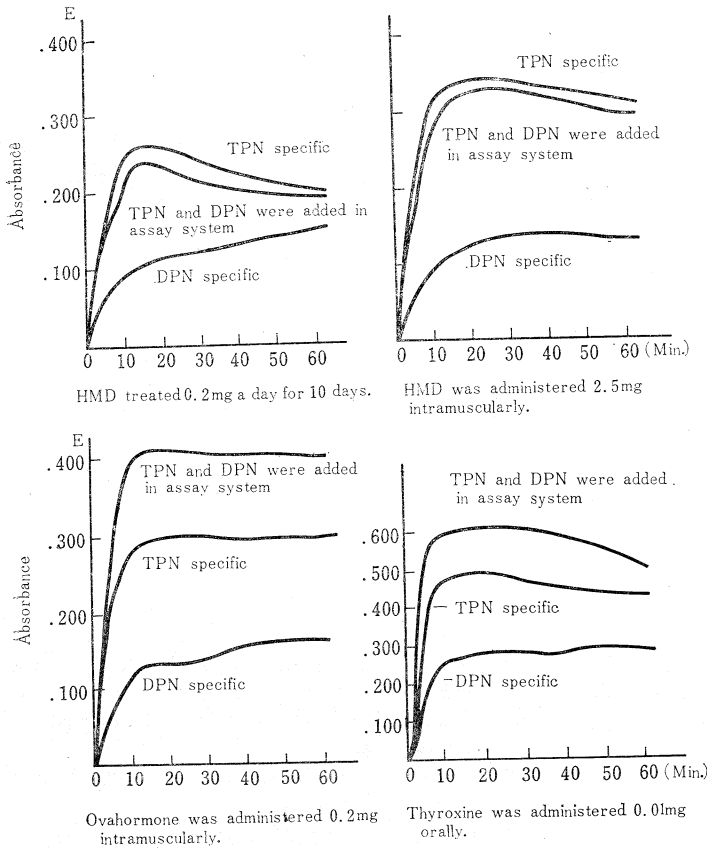 E
.400
.300
.200
.100
Absorbance
TPN specific
TPN and DPN were added in
assay system
DPN specific
0 10 20 30 40 50 60
HMD treated 0.2mg a day for 10 days.
TPN specific
TPN and DPN were added
in assay system
DPN specific
0 10 20 30 40 50 60 (Min.)
HMD was administered 2.5mg
intramuscularly.
E
.400
.300
.200
.100
Absorbance
TPN and DPN were added
in assay system
TPN specific
DPN specific
0 10 20 30 40 50 60
Ovahormone was administered 0.2mg
intramuscularly.
TPN and DPN were added
in assay system
.600
.500
.400
.300
.200
.100
TPN specific
DPN specific
0 10 20 30 40 50 60 (Min.)
Thyroxine was administered 0.01mg
orally.